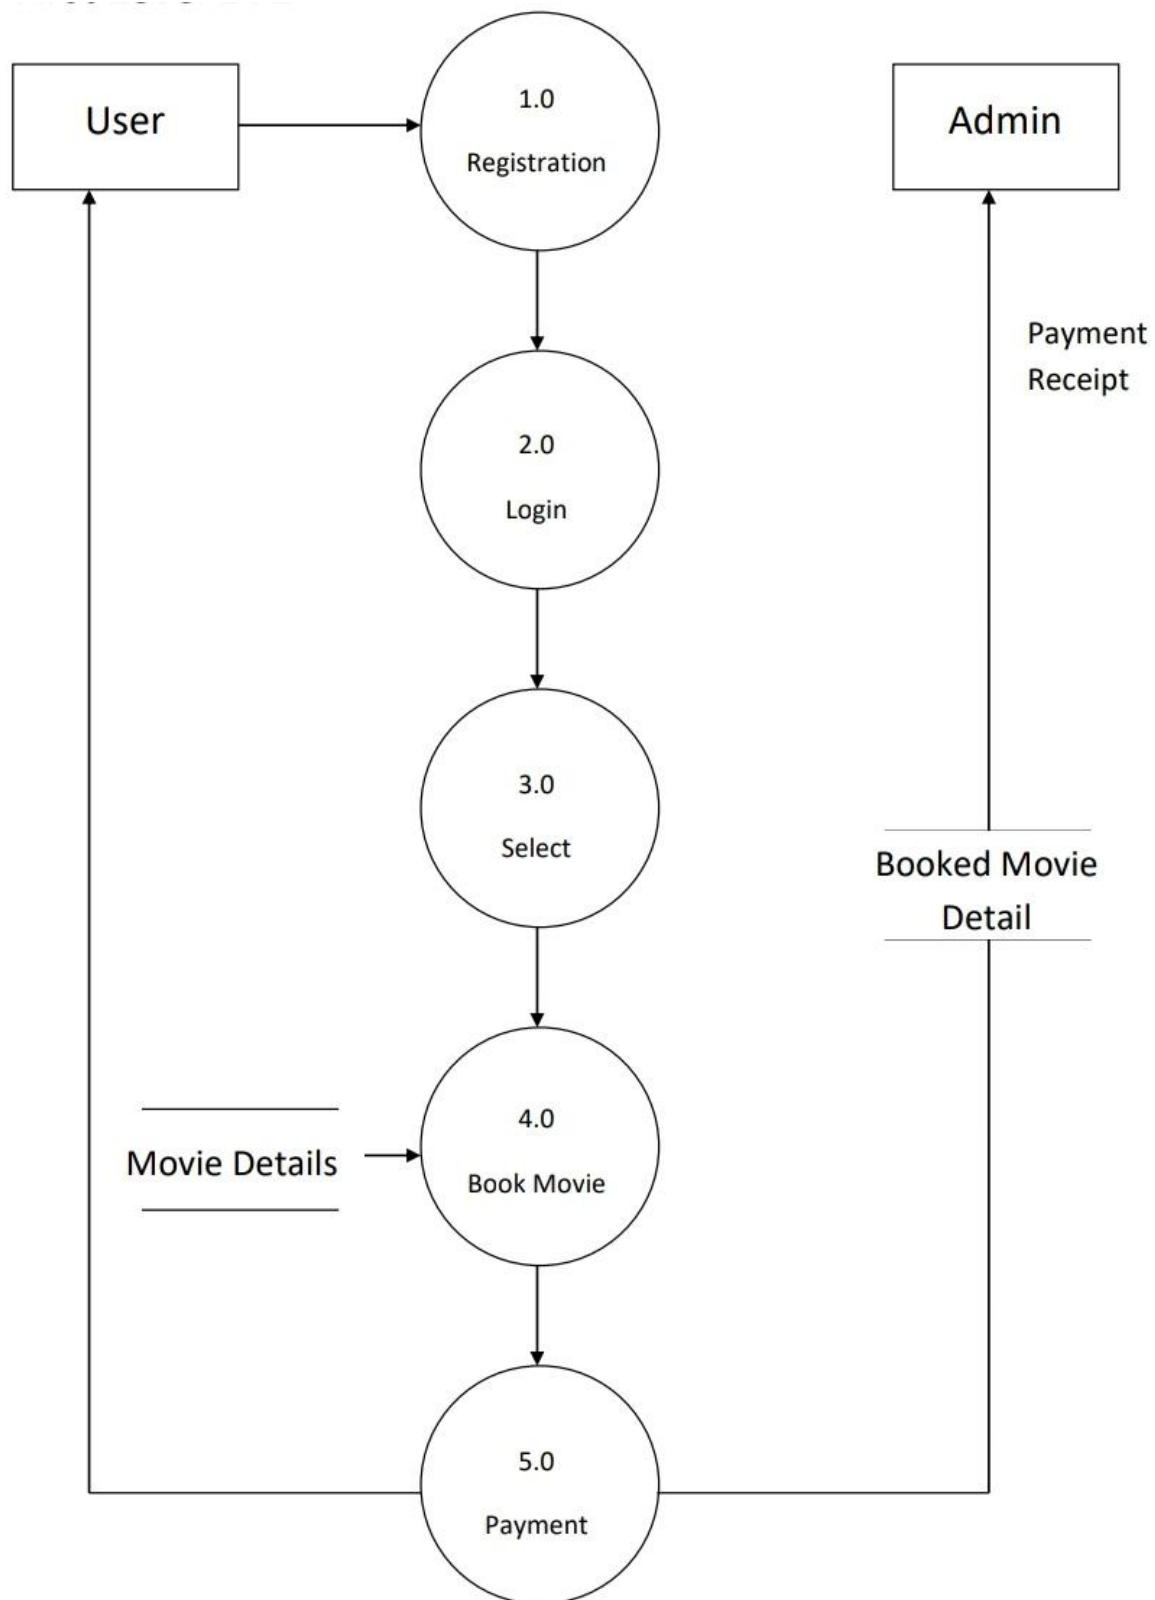 User
1.0
Registration
Admin
Payment
Receipt
2.0
Login
3.0
Select
Booked Movie
Detail
4.0
Book Movie
Movie Details
5.0
Payment